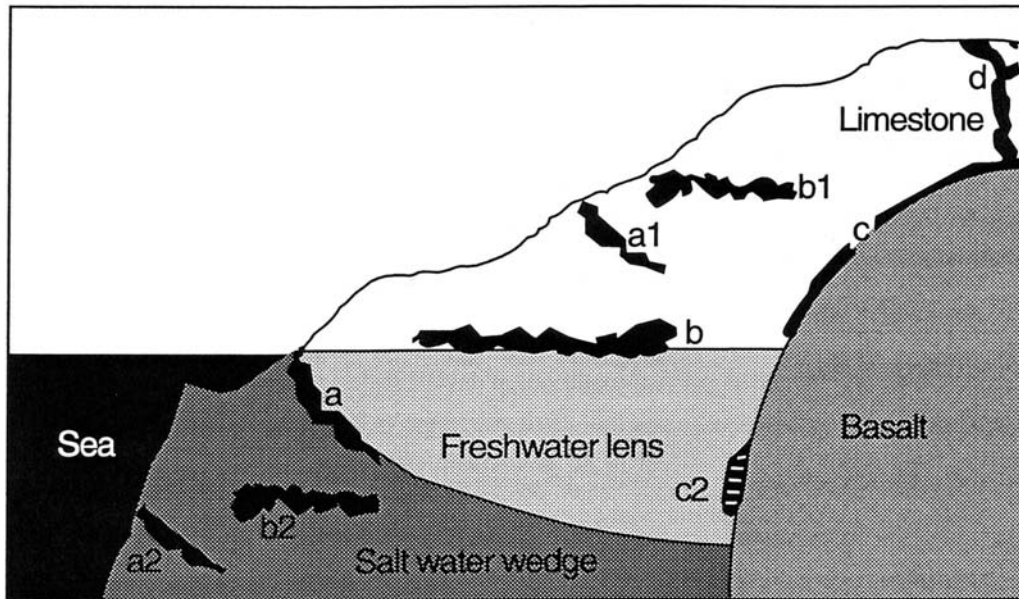 d
Limestone
b1
a1
c
b
a
Sea
Freshwater lens
Basalt
c2
b2
a2
Salt water wedge